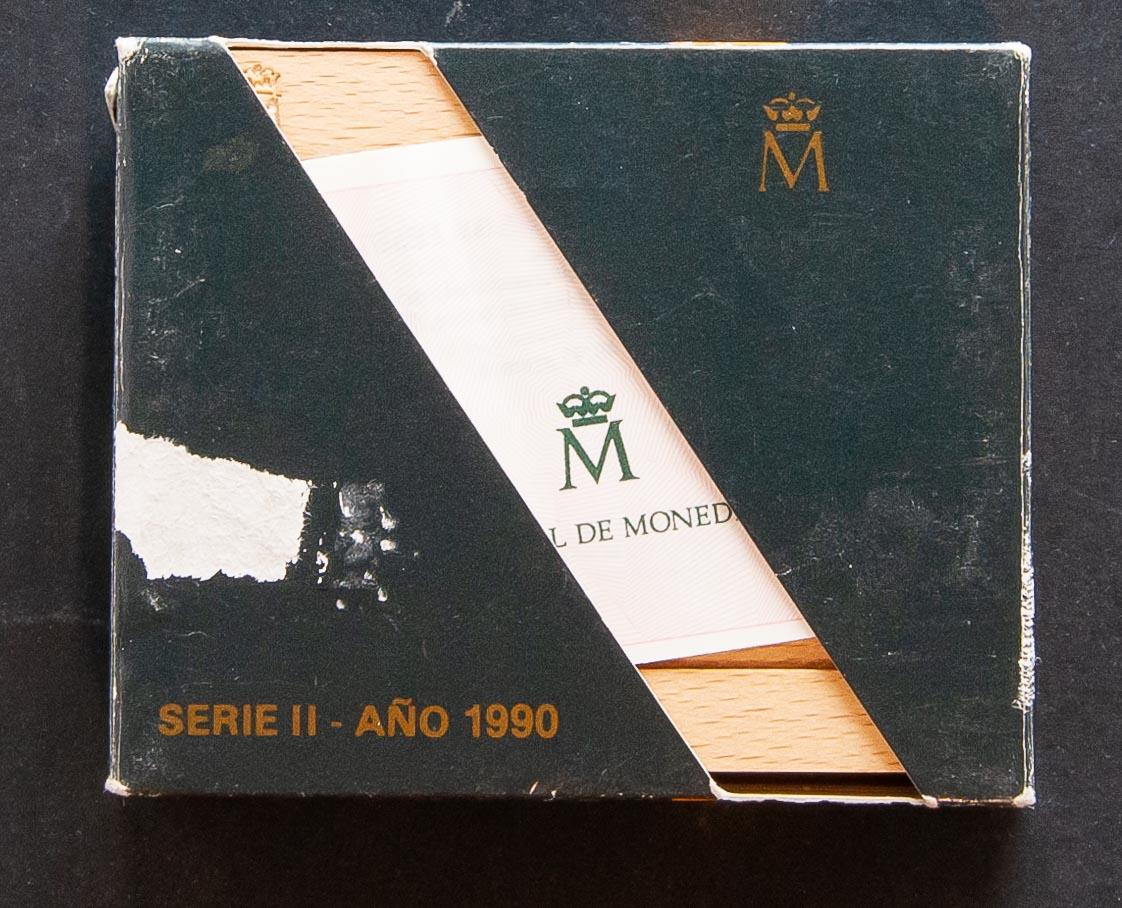 M
M
L DE MONED
SERIE II - AÑO 1990